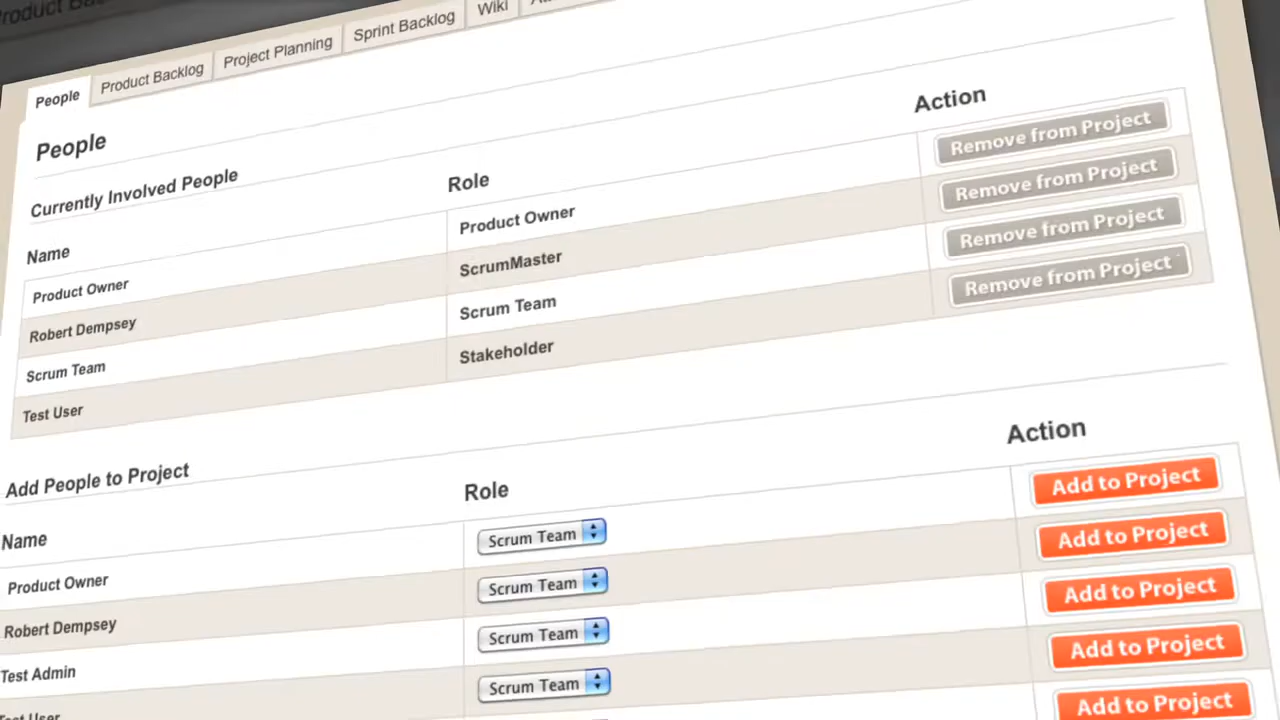 Product
People
Product Backlog
Project Planning
Sprint Backlog
Wiki
People
Currently Involved People
Name Role Action
Product Owner Product Owner Remove from Project
Robert Dempsey ScrumMaster Remove from Project
Scrum Team Scrum Team Remove from Project
Test User Stakeholder Remove from Project
Add People to Project
Name Role Action
Product Owner Scrum Team Add to Project
Robert Dempsey Scrum Team Add to Project
Test Admin Scrum Team Add to Project
Test User Scrum Team Add to Project
Add to Project